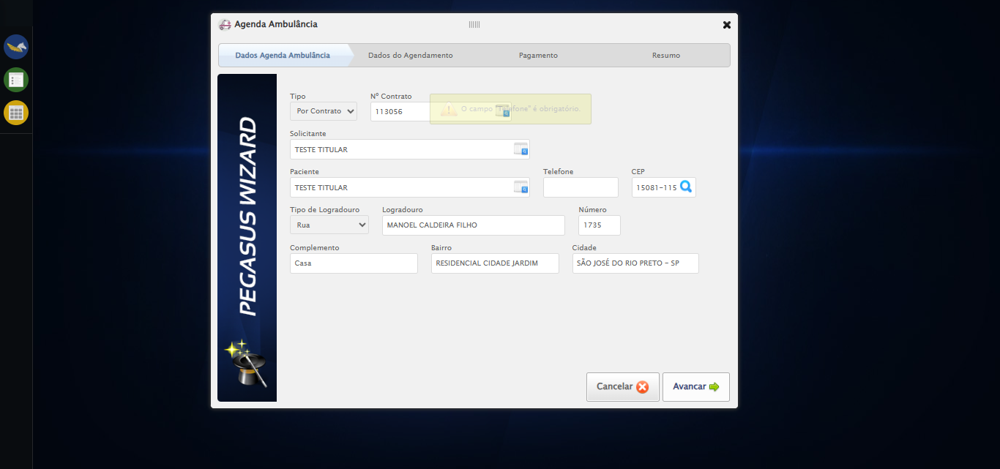 Agenda Ambulância
Dados Agenda Ambulância
Dados do Agendamento
Pagamento
Resumo
PEGASUS WIZARD
Tipo
Nº Contrato
Por Contrato
113056
O campo "Telefone" é obrigatório.
Solicitante
TESTE TITULAR
Paciente
Telefone
CEP
TESTE TITULAR
15081-115
Tipo de Logradouro
Logradouro
Número
Rua
MANOEL CALDEIRA FILHO
1735
Complemento
Bairro
Cidade
Casa
RESIDENCIAL CIDADE JARDIM
SÃO JOSÉ DO RIO PRETO - SP
Cancelar
Avancar